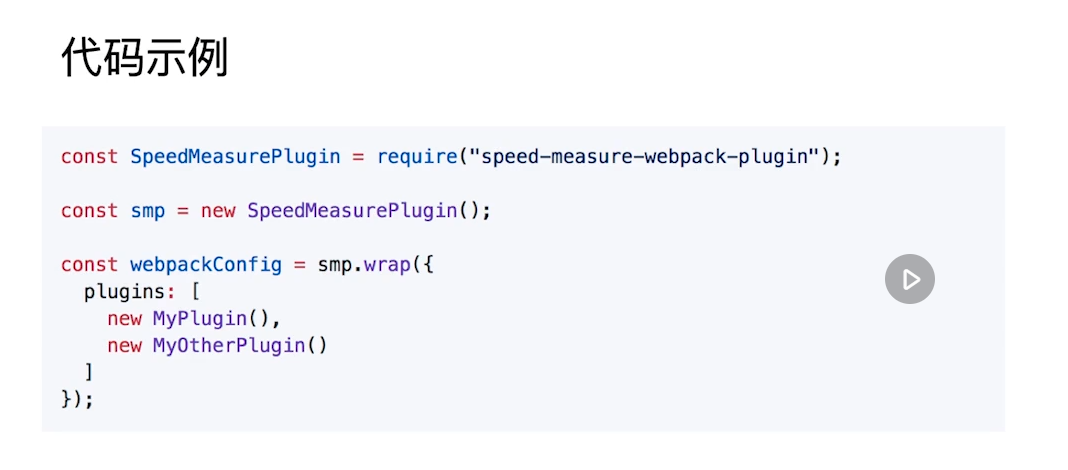 代码示例
const SpeedMeasurePlugin = require("speed-measure-webpack-plugin");
const smp = new SpeedMeasurePlugin();
const webpackConfig = smp.wrap({
  plugins: [
    new MyPlugin(),
    new MyOtherPlugin()
  ]
});